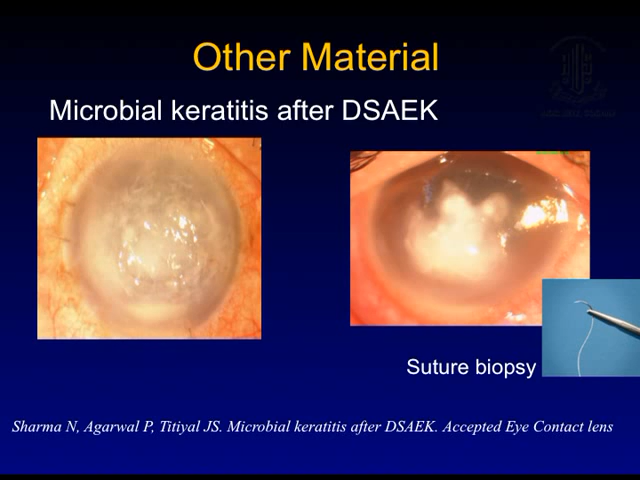 Other Material
Microbial keratitis after DSAEK
Suture biopsy
Sharma N, Agarwal P, Titiyal JS. Microbial keratitis after DSAEK. Accepted Eye Contact lens